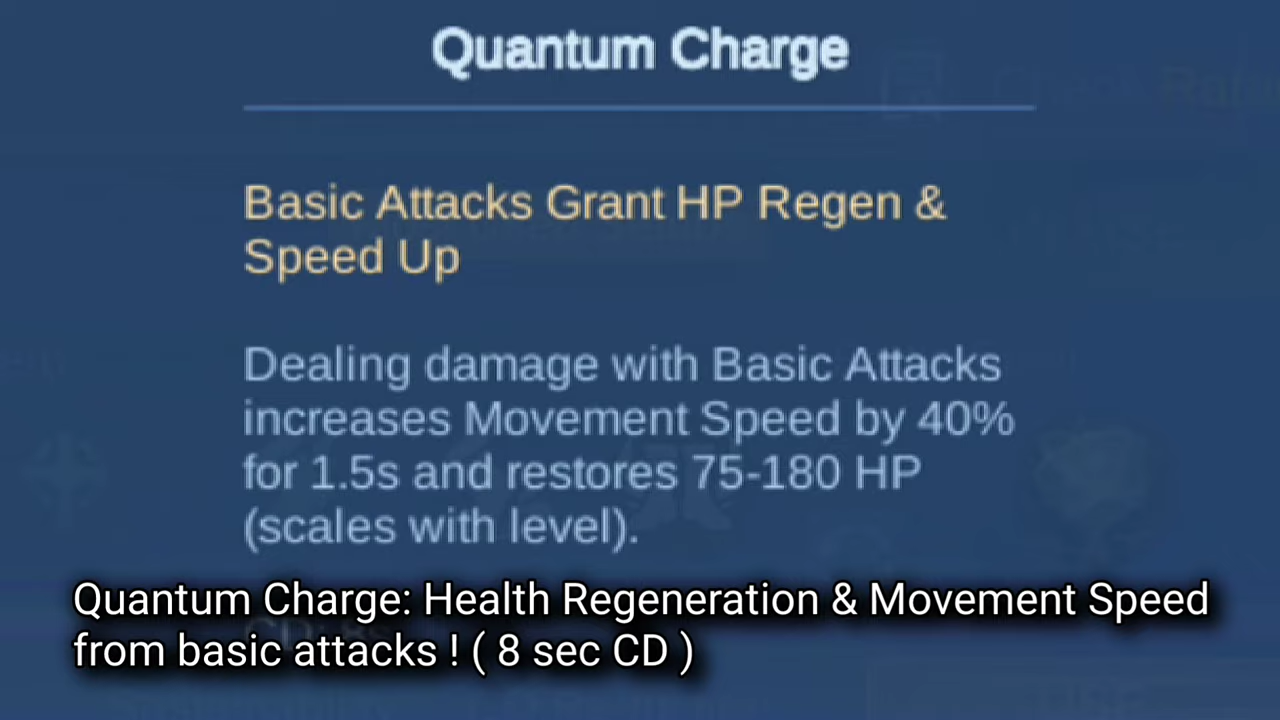 Quantum Charge
Basic Attacks Grant HP Regen &
Speed Up
Dealing damage with Basic Attacks
increases Movement Speed by 40%
for 1.5s and restores 75-180 HP
(scales with level).
Quantum Charge: Health Regeneration & Movement Speed
from basic attacks ! ( 8 sec CD )